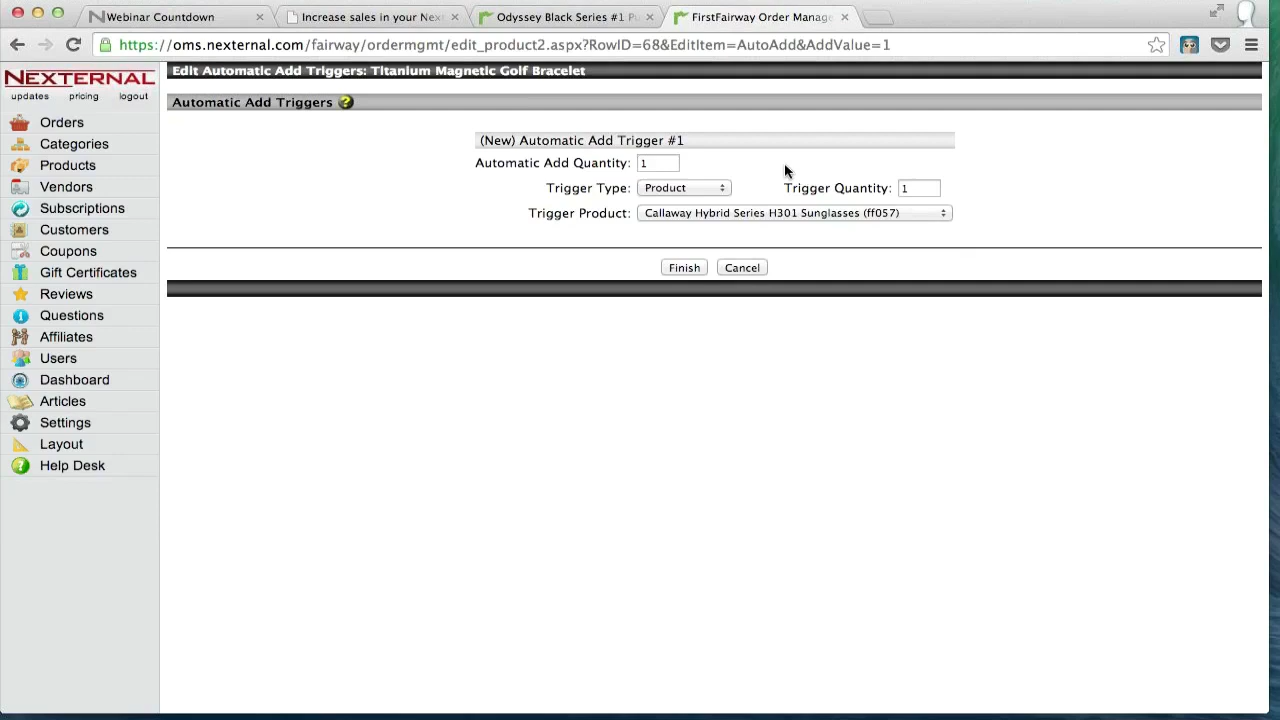 Webinar Countdown
Increase sales in your Nex
Odyssey Black Series #1 Pu
FirstFairway Order Manage
https://oms.nexternal.com/fairway/ordermgmt/edit_product2.aspx?RowID=68&EditItem=AutoAdd&AddValue=1
NEXTERNAL
updates pricing logout
Orders
Categories
Products
Vendors
Subscriptions
Customers
Coupons
Gift Certificates
Reviews
Questions
Affiliates
Users
Dashboard
Articles
Settings
Layout
Help Desk
Edit Automatic Add Triggers: Titanium Magnetic Golf Bracelet
Automatic Add Triggers ?
(New) Automatic Add Trigger #1
Automatic Add Quantity: 1
Trigger Type: Product Trigger Quantity: 1
Trigger Product: Callaway Hybrid Series H301 Sunglasses (ff057)
Finish Cancel